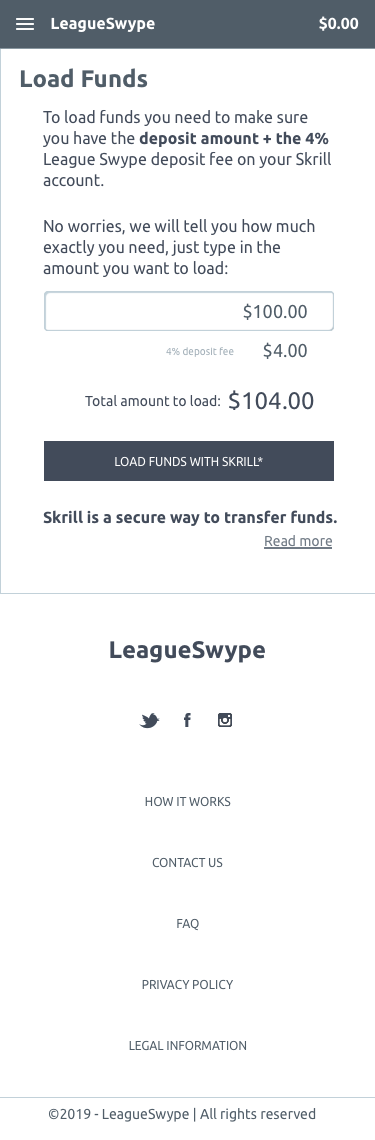 LeagueSwype $0.00
Load Funds
To load funds you need to make sure
you have the deposit amount + the 4%
League Swype deposit fee on your Skrill
account.
No worries, we will tell you how much
exactly you need, just type in the
amount you want to load:
$100.00
4% deposit fee $4.00
Total amount to load: $104.00
LOAD FUNDS WITH SKRILL*
Skrill is a secure way to transfer funds.
Read more
LeagueSwype
HOW IT WORKS
CONTACT US
FAQ
PRIVACY POLICY
LEGAL INFORMATION
©2019 - LeagueSwype | All rights reserved